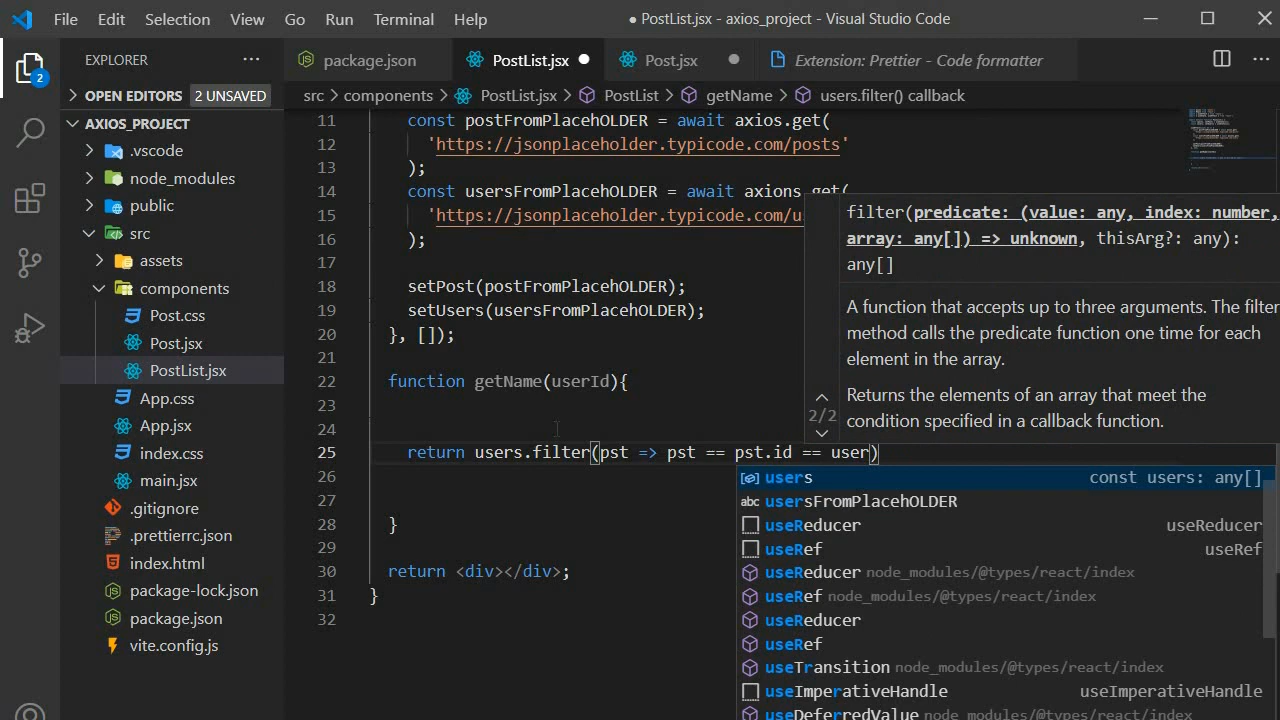 File Edit Selection View Go Run Terminal Help ● PostList.jsx - axios_project - Visual Studio Code
EXPLORER ···
package.json PostList.jsx Post.jsx Extension: Prettier - Code formatter
2
OPEN EDITORS 2 UNSAVED
src > components > PostList.jsx > PostList > getName > users.filter() callback
AXIOS_PROJECT
.vscode
node_modules
public
src
assets
components
Post.css
Post.jsx
PostList.jsx
App.css
App.jsx
index.css
main.jsx
.gitignore
.prettierrc.json
index.html
package-lock.json
package.json
vite.config.js
11 const postFromPlacehOLDER = await axios.get(
12 'https://jsonplaceholder.typicode.com/posts'
13 );
14 const usersFromPlacehOLDER = await axions.get(
15 'https://jsonplaceholder.typicode.com/u
16 );
17
18 setPost(postFromPlacehOLDER);
19 setUsers(usersFromPlacehOLDER);
20 }, []);
21
22 function getName(userId){
23
24
25 return users.filter(pst => pst == pst.id == user)
26
27
28 }
29
30 return <div></div>;
31 }
32
filter(predicate: (value: any, index: number,
array: any[]) => unknown, thisArg?: any):
any[]
A function that accepts up to three arguments. The filter
method calls the predicate function one time for each
element in the array.
Returns the elements of an array that meet the
condition specified in a callback function.
2/2
users const users: any[]
abc usersFromPlacehOLDER
useReducer useReducer
useRef useRef
useReducer node_modules/@types/react/index
useRef node_modules/@types/react/index
useReducer
useRef
useTransition node_modules/@types/react/index
useImperativeHandle useImperativeHandle
useDeferredValue node_modules/@types/react/index